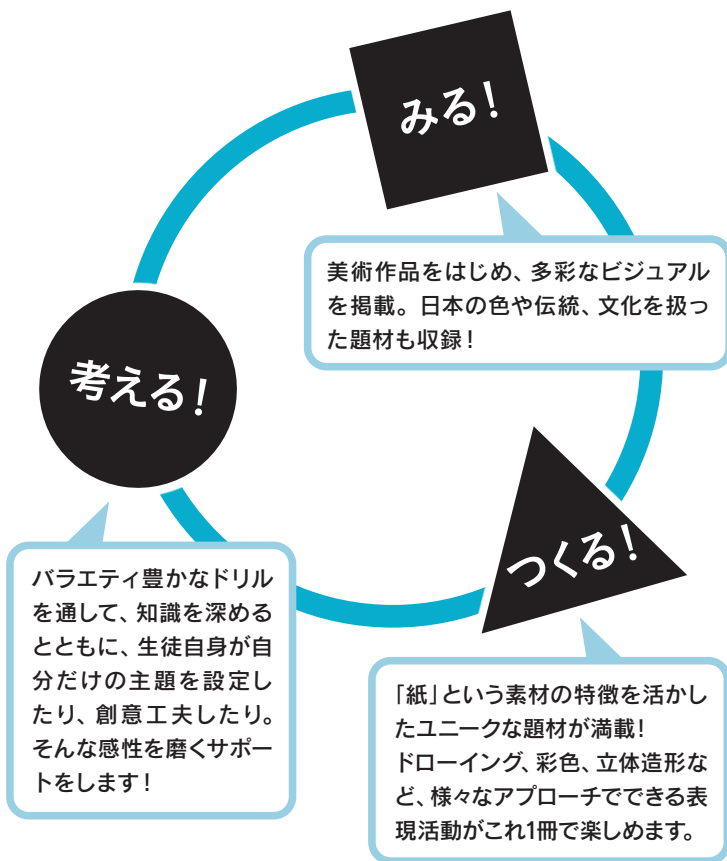 みる！
美術作品をはじめ、多彩なビジュアル
を掲載。日本の色や伝統、文化を扱っ
た題材も収録！
考える！
バラエティ豊かなドリル
を通して、知識を深める
とともに、生徒自身が自
分だけの主題を設定し
たり、創意工夫したり。
そんな感性を磨くサポー
トをします！
つくる！
「紙」という素材の特徴を活かし
たユニークな題材が満載！
ドローイング、彩色、立体造形な
ど、様々なアプローチでできる表
現活動がこれ1冊で楽しめます。